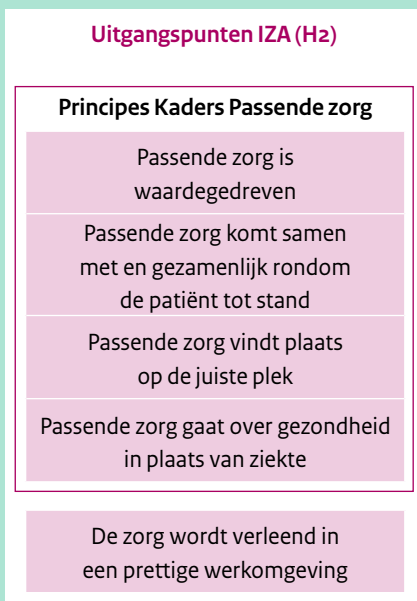 Uitgangspunten IZA (H2)
Principes Kaders Passende zorg
Passende zorg is
waardegedreven
Passende zorg komt samen
met en gezamenlijk rondom
de patiënt tot stand
Passende zorg vindt plaats
op de juiste plek
Passende zorg gaat over gezondheid
in plaats van ziekte
De zorg wordt verleend in
een prettige werkomgeving